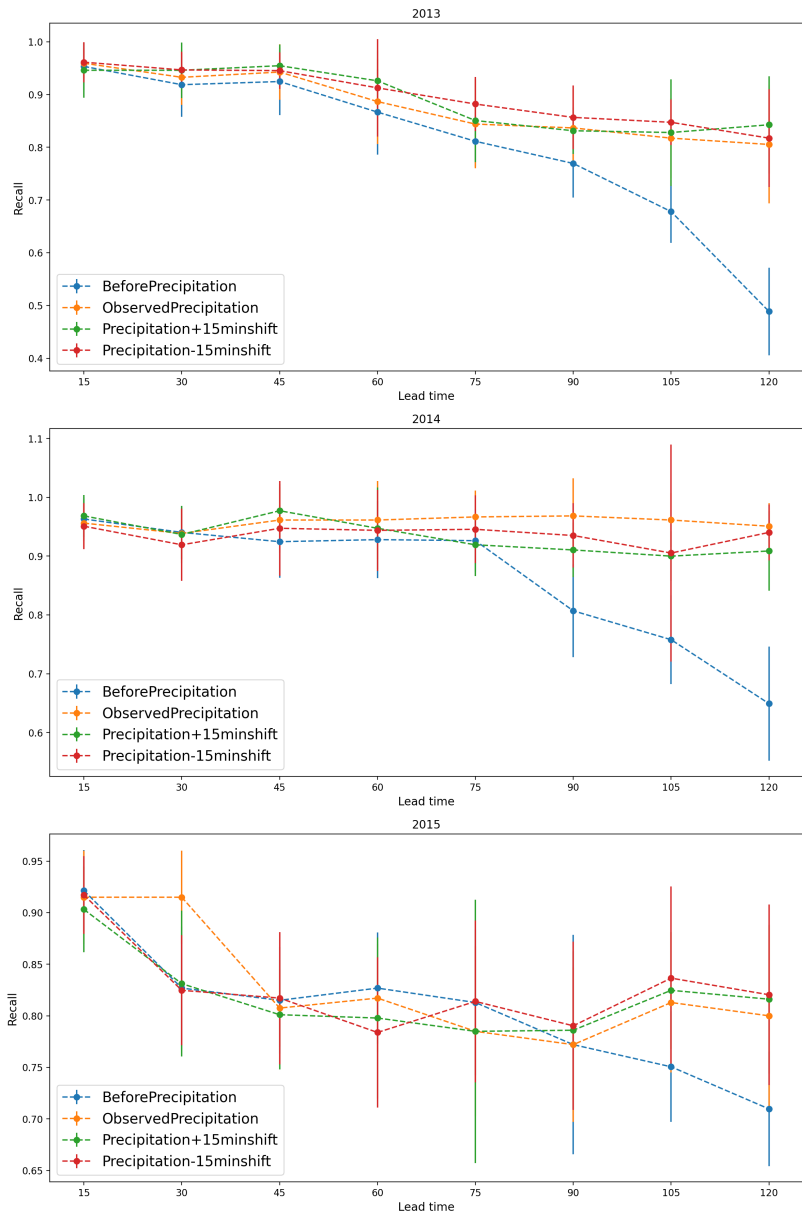 2013
1.0
0.9
0.8
0.7
0.6
0.5
0.4
Recall
BeforePrecipitation
ObservedPrecipitation
Precipitation+15minshift
Precipitation-15minshift
15 30 45 60 75 90 105 120
Lead time
2014
1.1
1.0
0.9
0.8
0.7
0.6
Recall
BeforePrecipitation
ObservedPrecipitation
Precipitation+15minshift
Precipitation-15minshift
15 30 45 60 75 90 105 120
Lead time
2015
0.95
0.90
0.85
0.80
0.75
0.70
0.65
Recall
BeforePrecipitation
ObservedPrecipitation
Precipitation+15minshift
Precipitation-15minshift
15 30 45 60 75 90 105 120
Lead time